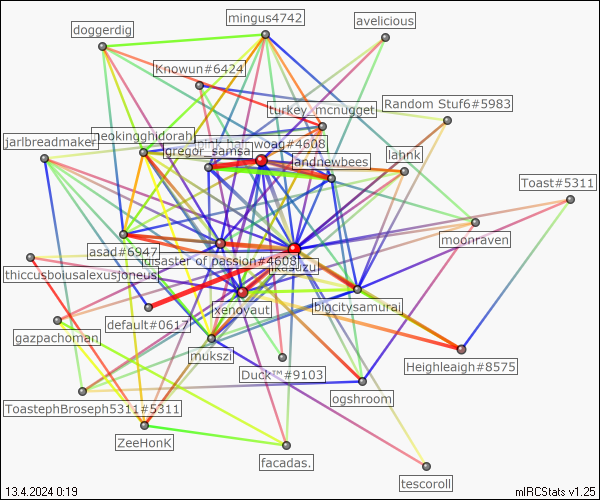 mingus4742
avelicious
doggerdig
Knowun#6424
Random Stuf6#5983
turkey_mcnugget
neokingghidorah
jarlbreadmaker
woag#4608
gregor_samsa
lahnk
andnewbees
Toast#5311
moonraven
asad#6947
disaster of passion#4608
thiccusboiusalexusjoneus
bigcitysamurai
xenoyaut
default#0617
gazpachoman
mukszi
Heighleaigh#8575
Duck™#9103
ogshroom
ToastephBroseph5311#5311
ZeeHonK
facadas.
tescoroll
13.4.2024 0:19
mIRCStats v1.25